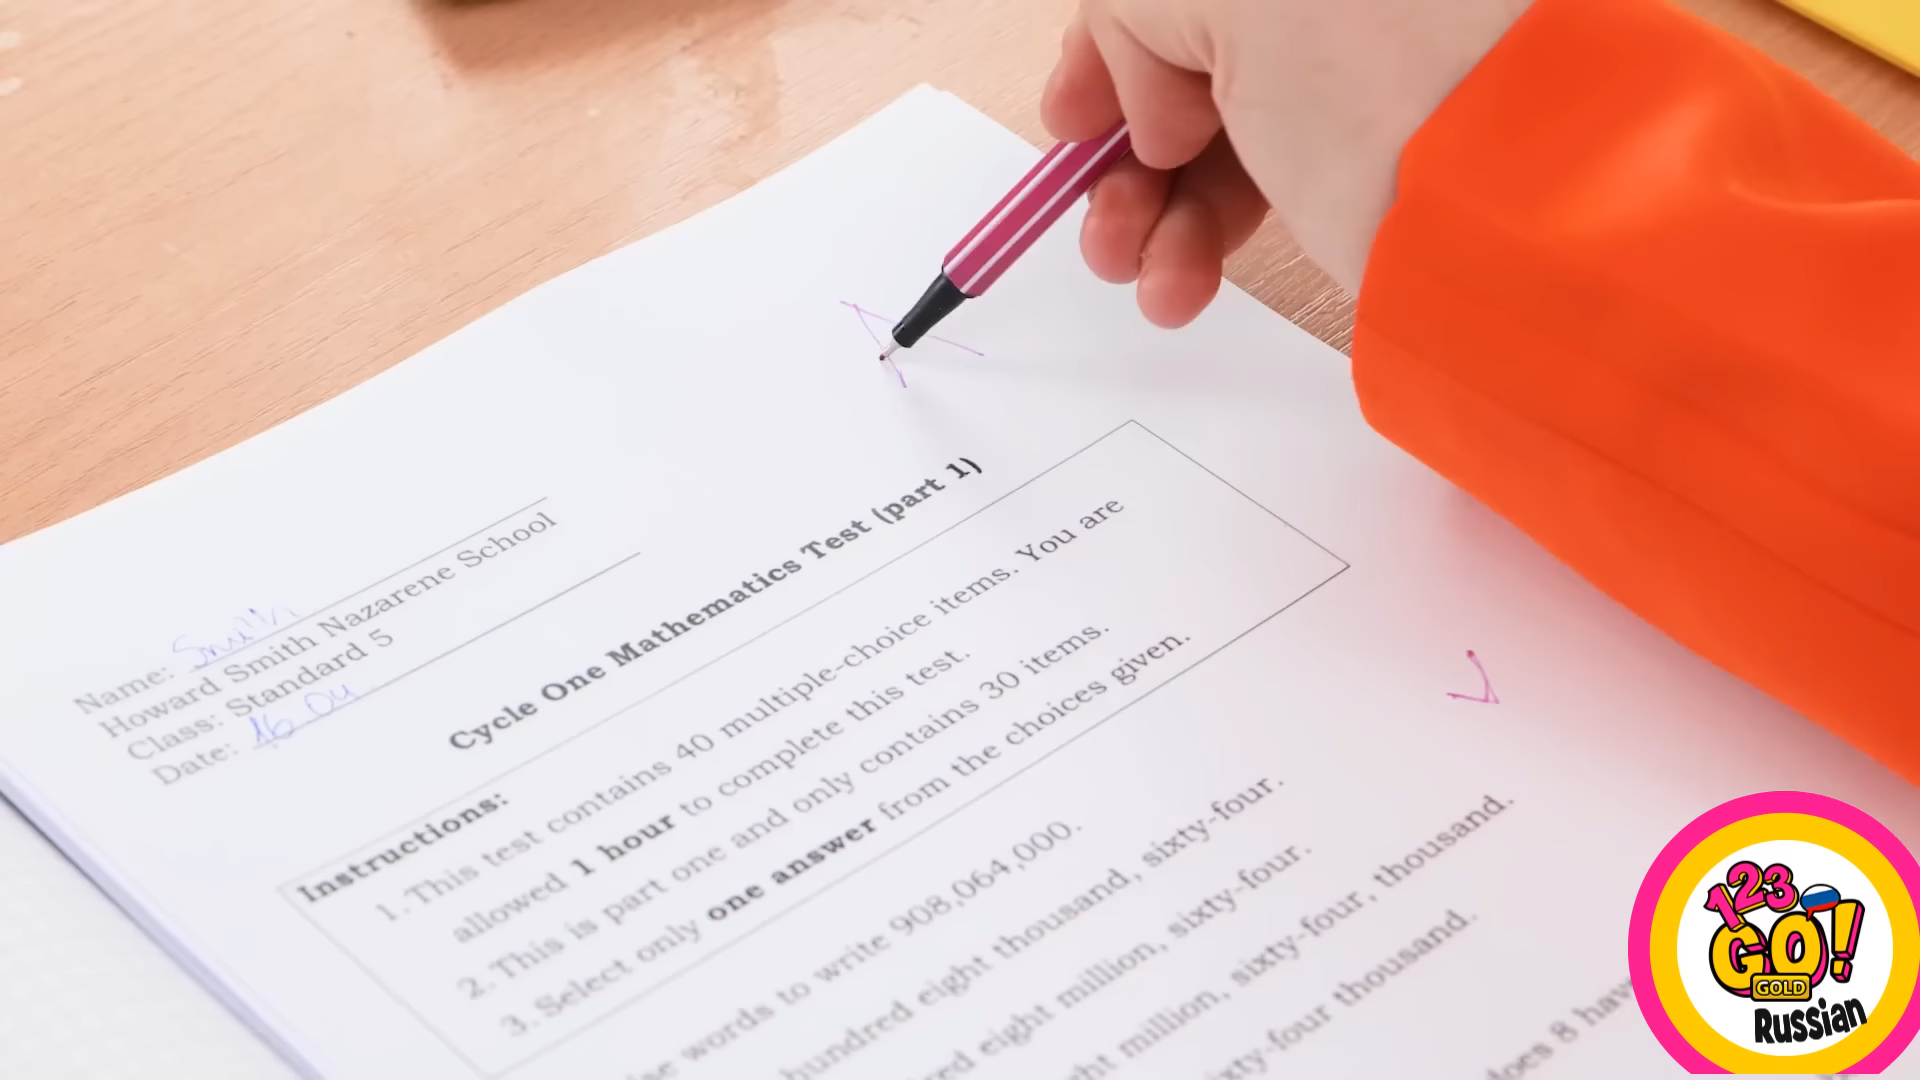 Name: Smith
Howard Smith Nazarene School
Class: Standard 5
Date: 16 04
Cycle One Mathematics Test (part 1)
Instructions:
1. This test contains 40 multiple-choice items. You are
allowed 1 hour to complete this test.
2. This is part one and only contains 30 items.
3. Select only one answer from the choices given.
words to write 908,064,000.
hundred eight thousand, sixty-four.
eight million, sixty-four.
million, sixty-four, thousand.
sixty-four thousand.
does 8
123
GO!
GOLD
Russian